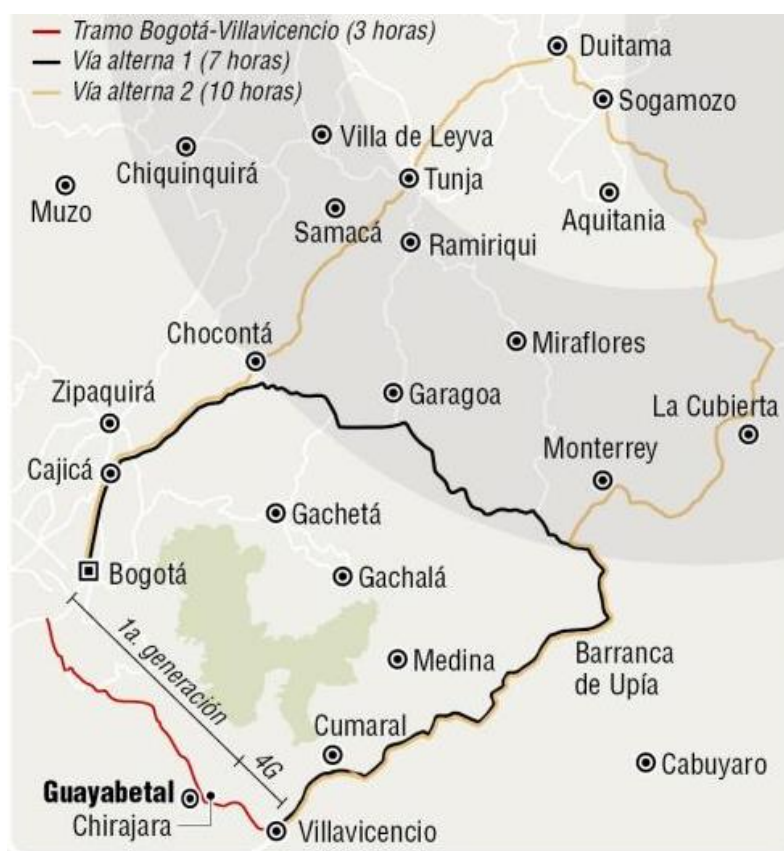 Tramo Bogotá-Villavicencio (3 horas)
Vía alterna 1 (7 horas)
Vía alterna 2 (10 horas)
Duitama
Sogamozo
Villa de Leyva
Chiquinquirá
Tunja
Muzo
Samacá
Aquitania
Ramiriqui
Chocontá
Miraflores
Zipaquirá
Garagoa
La Cubierta
Monterrey
Cajicá
Gachetá
Bogotá
Gachalá
1a. generación
Medina
Barranca
de Upía
Cumaral
4G
Cabuyaro
Guayabetal
Chirajara
Villavicencio